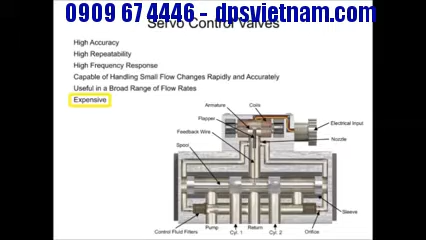 0909 674446 - dpsvietnam.com
Servo Control Valves
High Accuracy
High Repeatability
High Frequency Response
Capable of Handling Small Flow Changes Rapidly and Accurately
Useful in a Broad Range of Flow Rates
Expensive
Armature
Coils
Flapper
Electrical Input
Feedback Wire
Nozzle
Spool
Sleeve
Control Fluid Filters
Pump
Cyl. 1
Return
Cyl. 2
Orifice